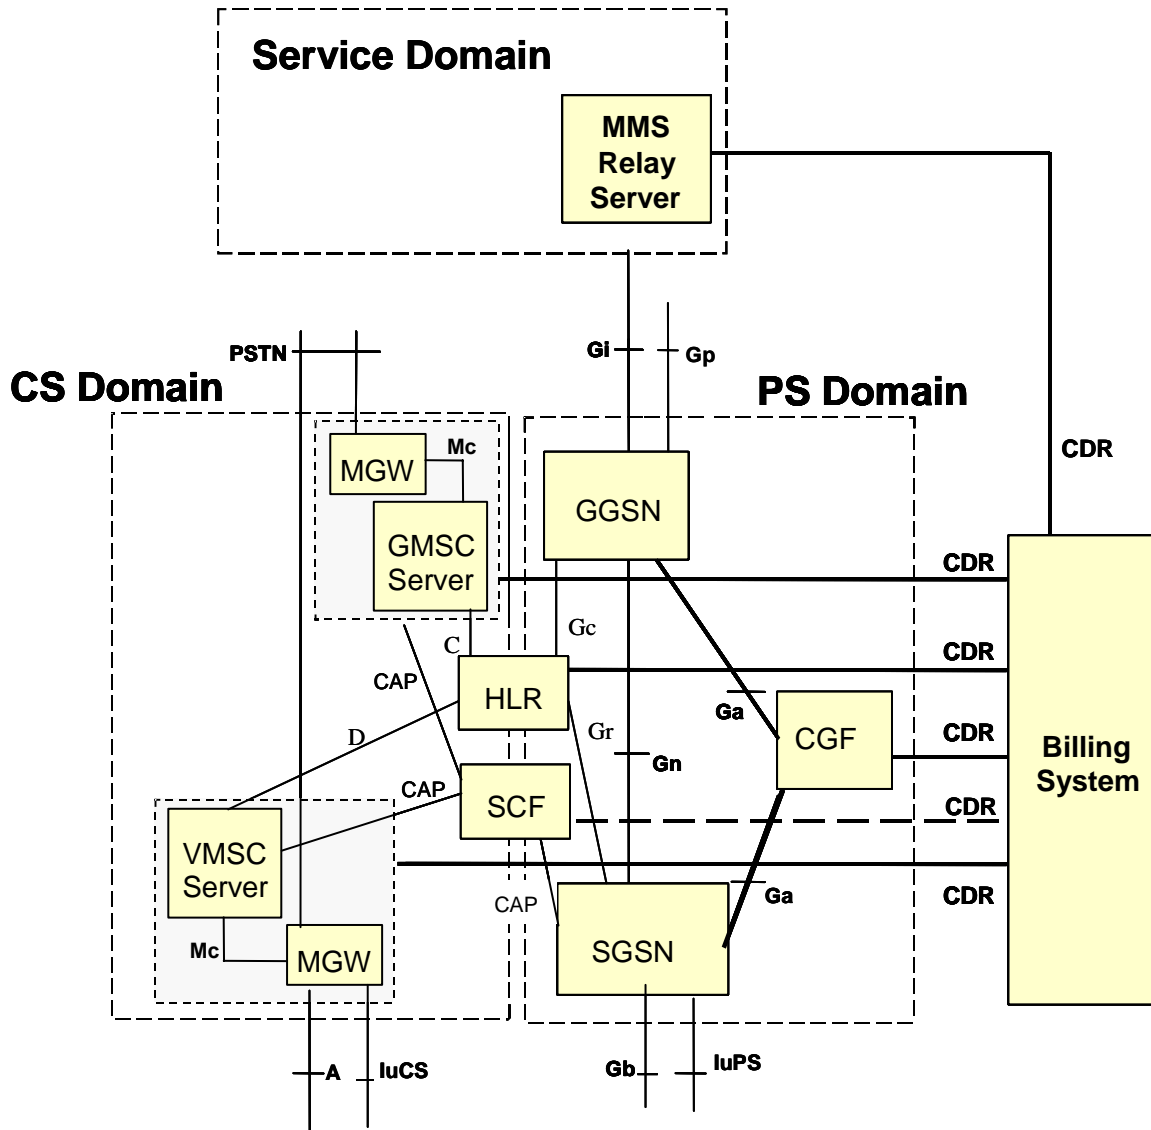 Service Domain
MMS
Relay
Server
PSTN
Gi
Gp
CS Domain
PS Domain
MGW
Mc
CDR
GGSN
GMSC
Server
CDR
C
Gc
CAP
HLR
CDR
Ga
D
Gr
Gn
CGF
CDR
Billing
System
CAP
SCF
CDR
VMSC
Server
CAP
Ga
CDR
Mc
MGW
SGSN
A
IuCS
Gb
IuPS